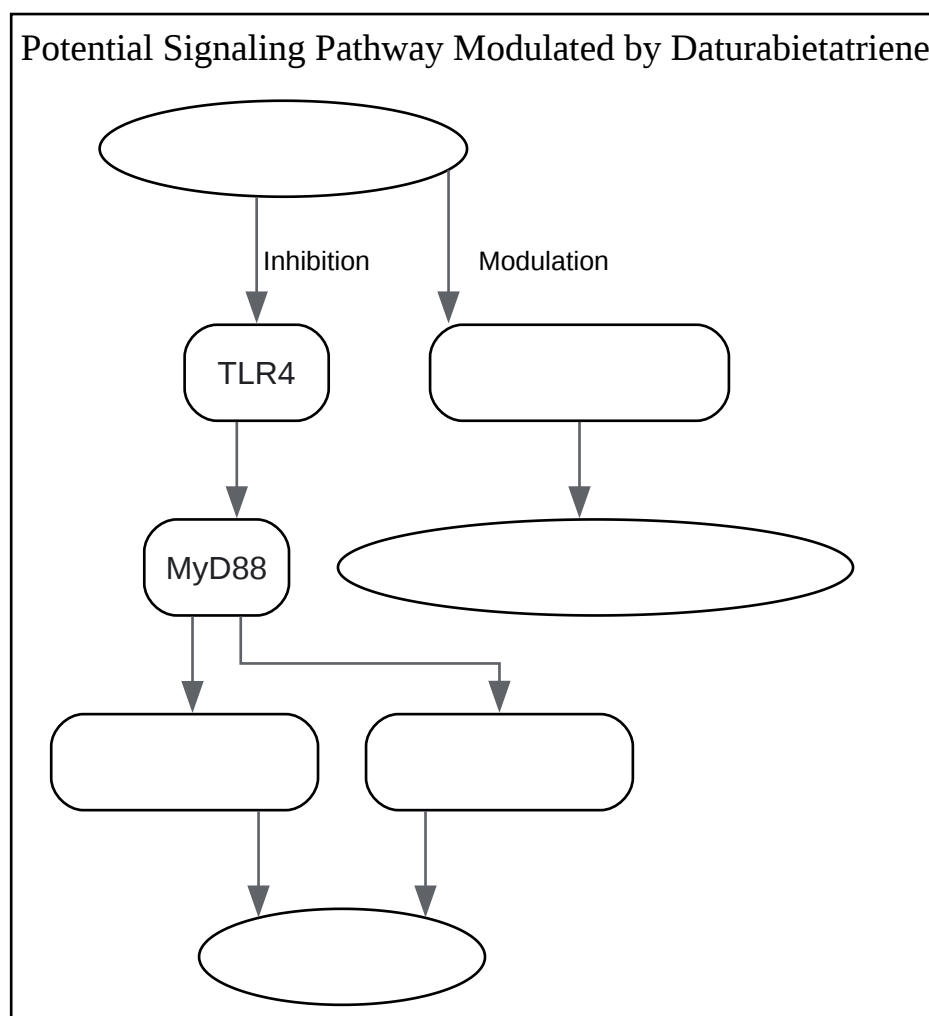 Potential Signaling Pathway Modulated by Daturabietatriene
Inhibition
Modulation
TLR4
MyD88